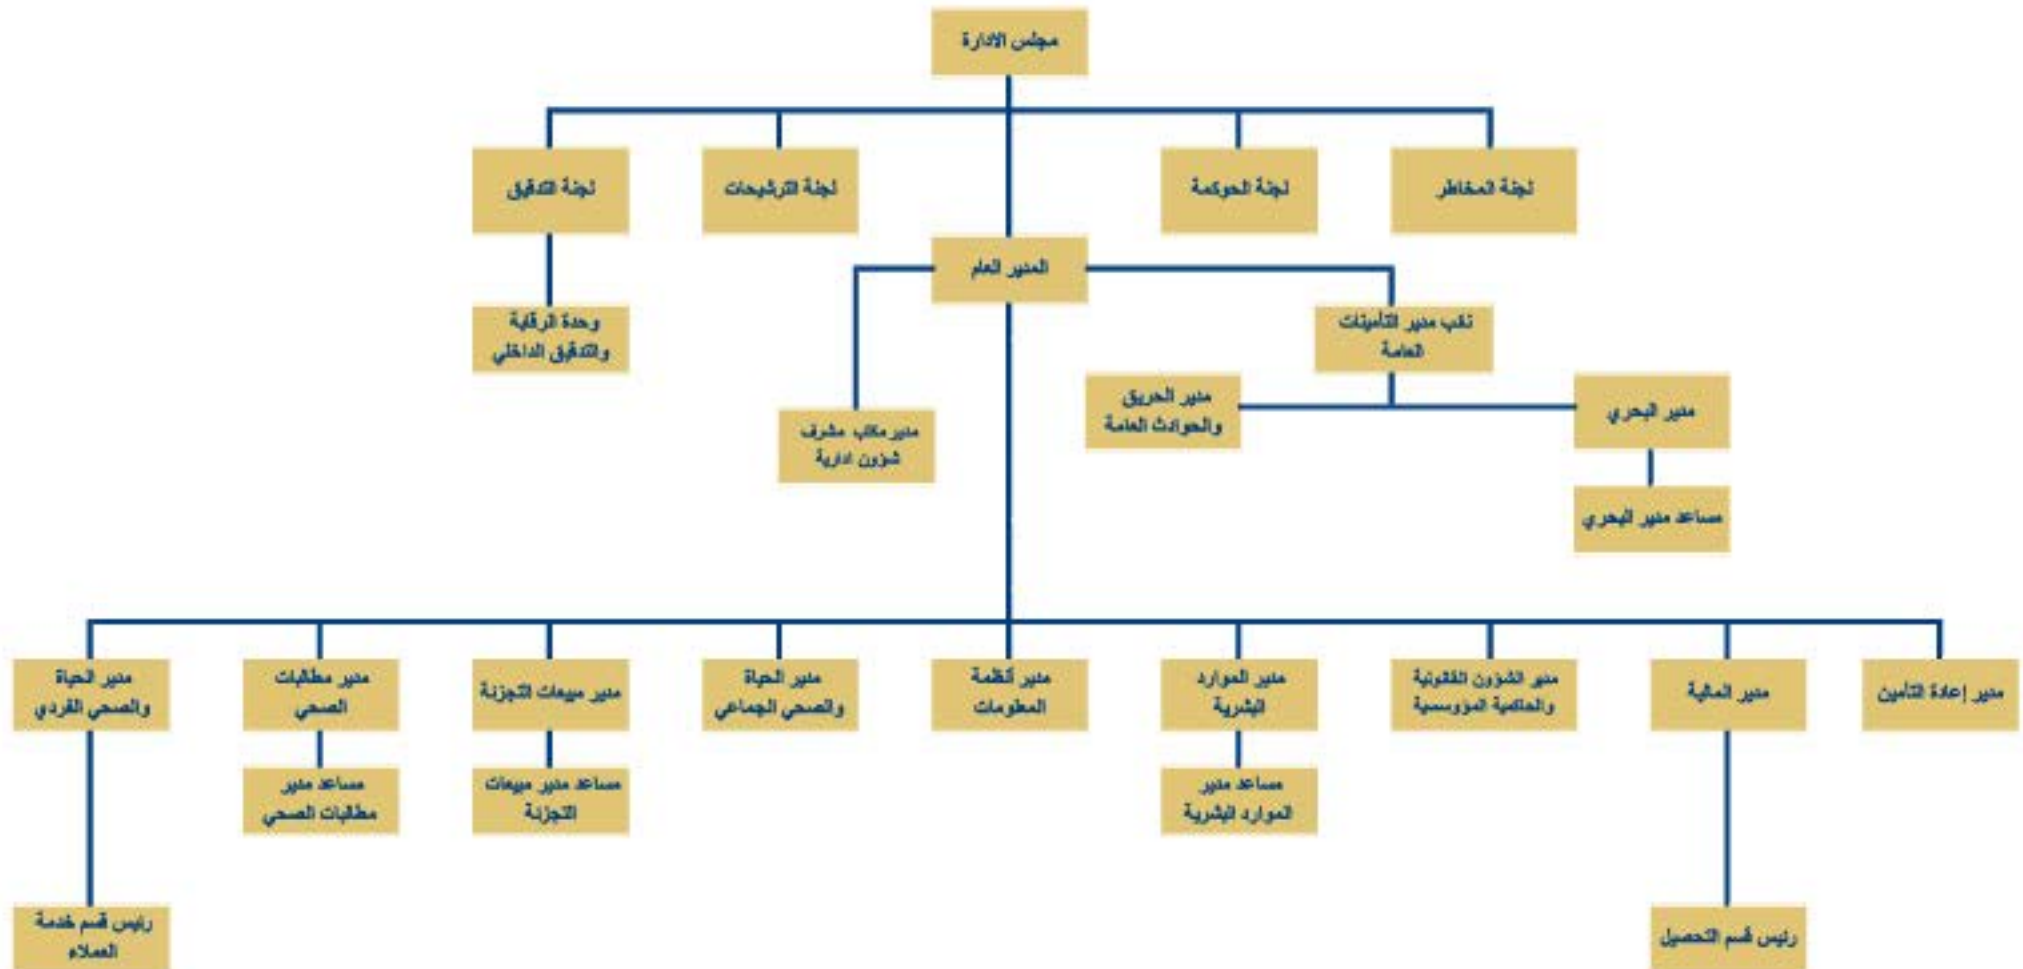 مجلس الادارة
لجنة المخاطر
لجنة الحوكمة
لجنة الترشيحات
لجنة التدقيق
المدير العام
وحدة الرقابة
والتدقيق الداخلي
نائب مدير التأمينات
العامة
مدير البحري
مدير الحريق
والحوادث العامة
مدير مكتب مشرف
شؤون ادارية
مساعد مدير البحري
مدير إعادة التأمين
مدير المالية
مدير الشؤون القانونية
والحاكمية المؤوسسية
مدير الموارد
البشرية
مدير أنظمة
المعلومات
مدير الحياة
والصحي الجماعي
مدير مبيعات التجزئة
مدير مطالبات
الصحي
مدير الحياة
والصحي الفردي
مساعد مدير
الموارد البشرية
مساعد مدير مبيعات
التجزئة
مساعد مدير
مطالبات الصحي
رئيس قسم التحصيل
رئيس قسم خدمة
العملاء